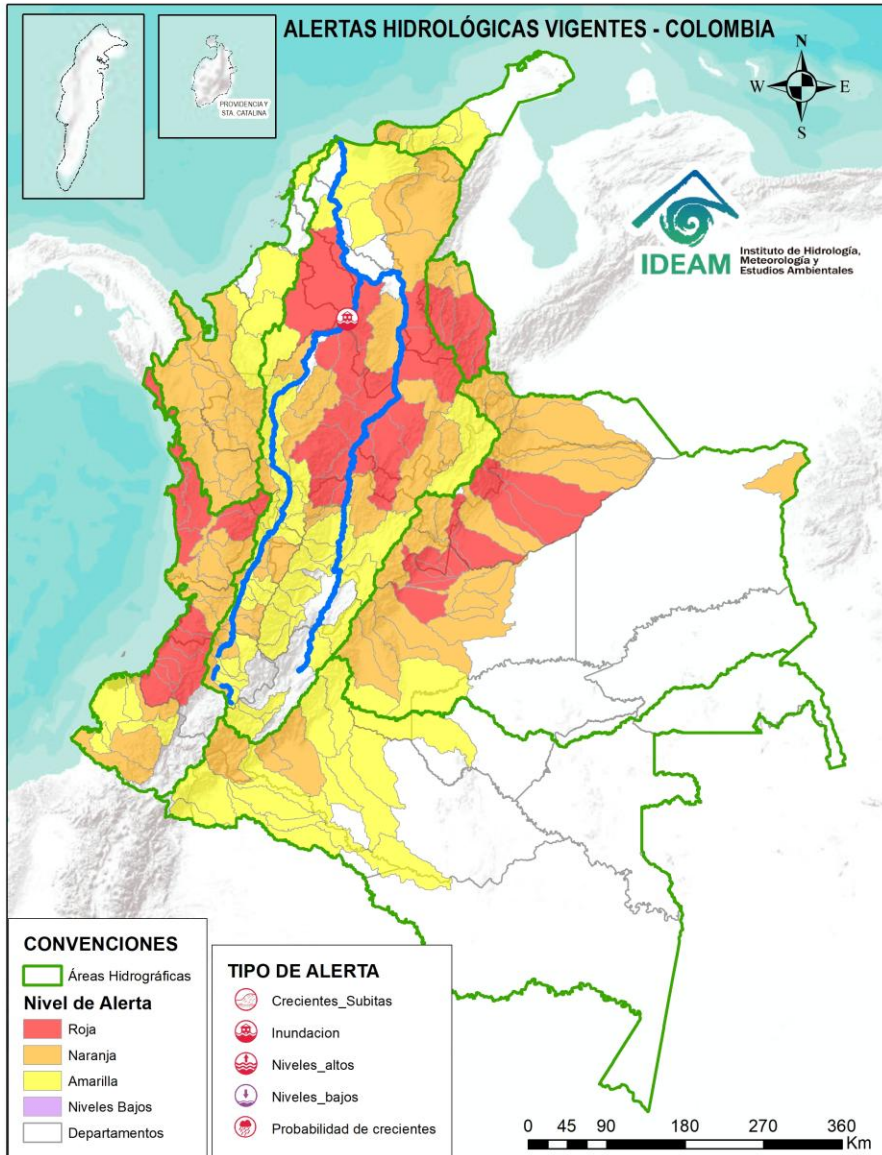 ALERTAS HIDROLÓGICAS VIGENTES - COLOMBIA
PROVIDENCIA Y
STA. CATALINA
N
W
E
S
IDEAM
Instituto de Hidrología,
Meteorología y
Estudios Ambientales
CONVENCIONES
Áreas Hidrográficas
Nivel de Alerta
Roja
Naranja
Amarilla
Niveles Bajos
Departamentos
TIPO DE ALERTA
Crecientes_Subitas
Inundacion
Niveles_altos
Niveles_bajos
Probabilidad de crecientes
0 45 90 180 270 360
Km